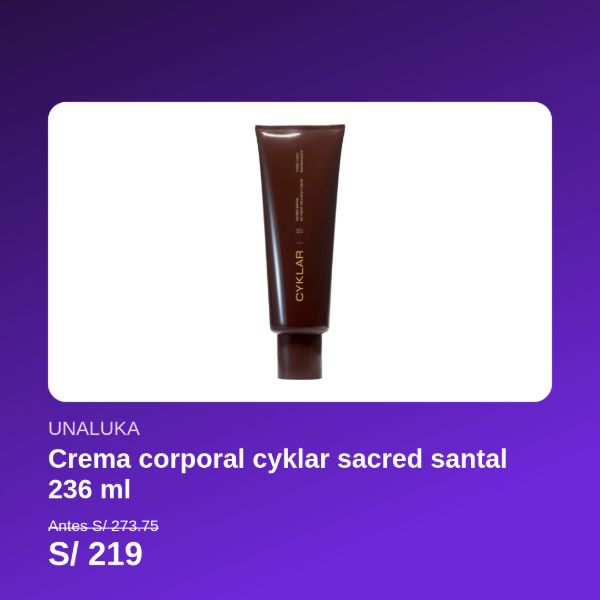 CYKLAR
UNALUKA
Crema corporal cyklar sacred santal
236 ml
Antes S/ 273.75
S/ 219